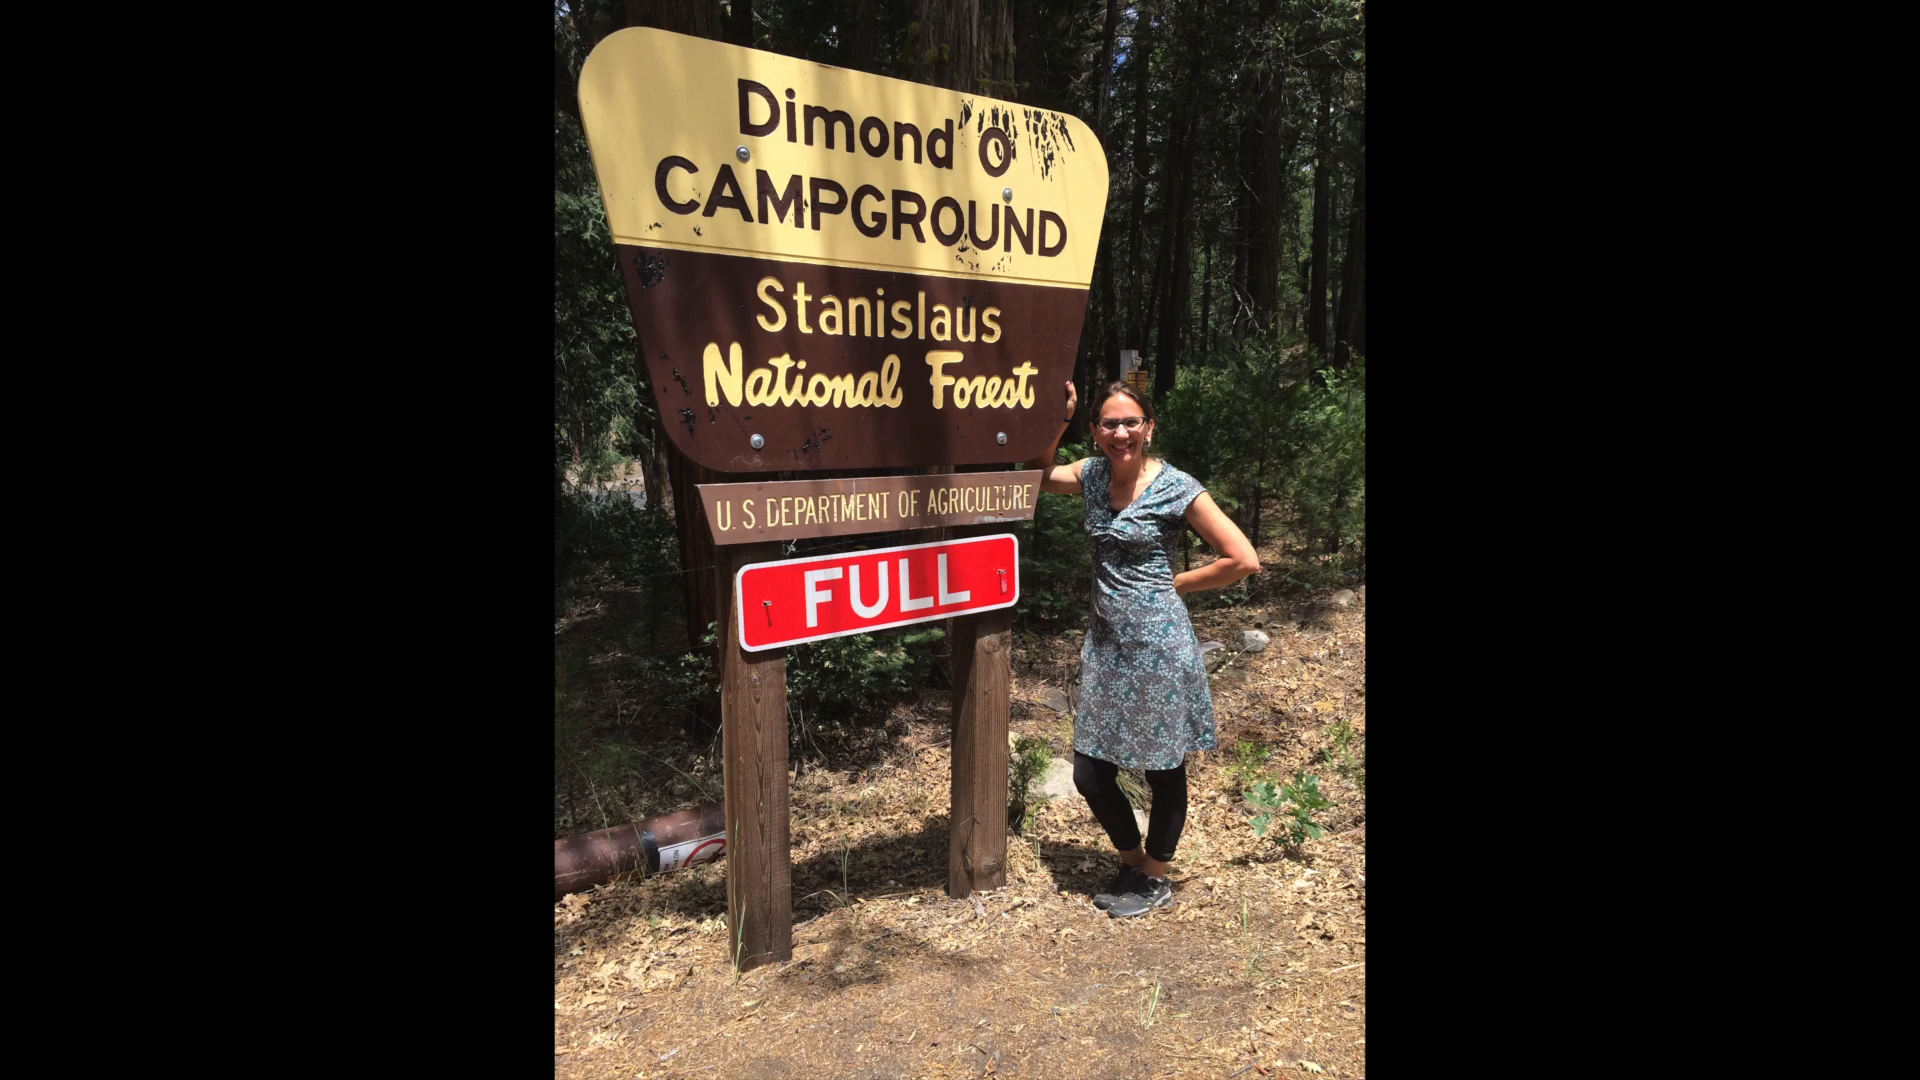 Dimond O
CAMPGROUND
Stanislaus
National Forest
U.S. DEPARTMENT OF AGRICULTURE
FULL